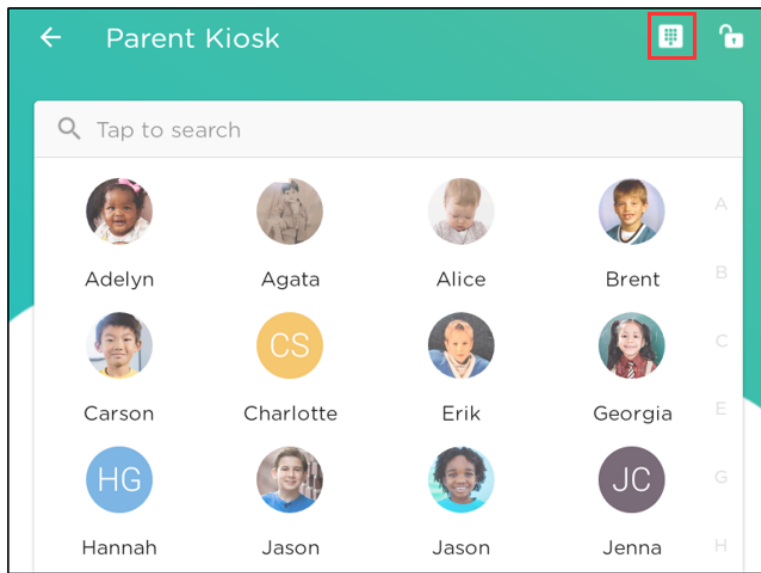 Parent Kiosk
Tap to search
A
Adelyn Agata Alice Brent
B
C
CS
Carson Charlotte Erik Georgia
E
HG JC
G
Hannah Jason Jason Jenna
H